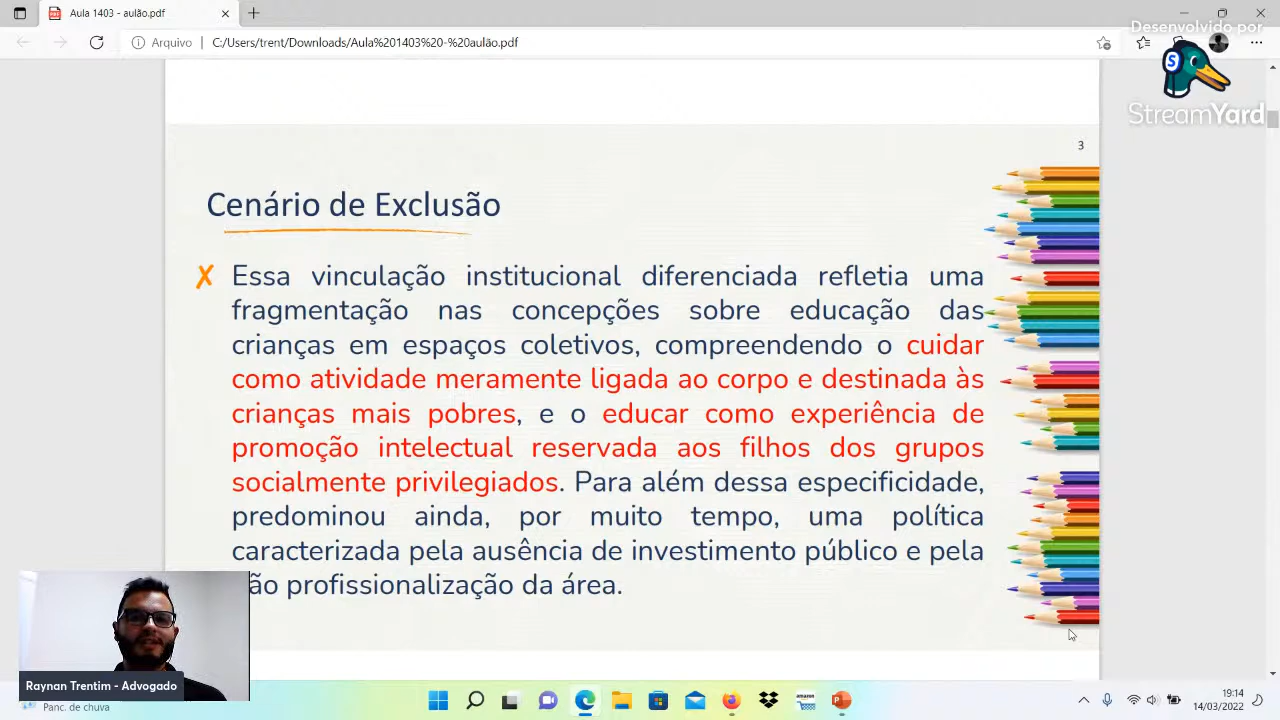 Aula 1403 - aulão.pdf
Desenvolvido por
Arquivo
C:/Users/trent/Downloads/Aula%201403%20-%20aulão.pdf
S
StreamYard
3
Cenário de Exclusão
✗ Essa vinculação institucional diferenciada refletia uma
fragmentação nas concepções sobre educação das
crianças em espaços coletivos, compreendendo o cuidar
como atividade meramente ligada ao corpo e destinada às
crianças mais pobres, e o educar como experiência de
promoção intelectual reservada aos filhos dos grupos
socialmente privilegiados. Para além dessa especificidade,
predominou ainda, por muito tempo, uma política
caracterizada pela ausência de investimento público e pela
ão profissionalização da área.
Raynan Trentim - Advogado
Panc. de chuva
amazon
19:14
14/03/2022